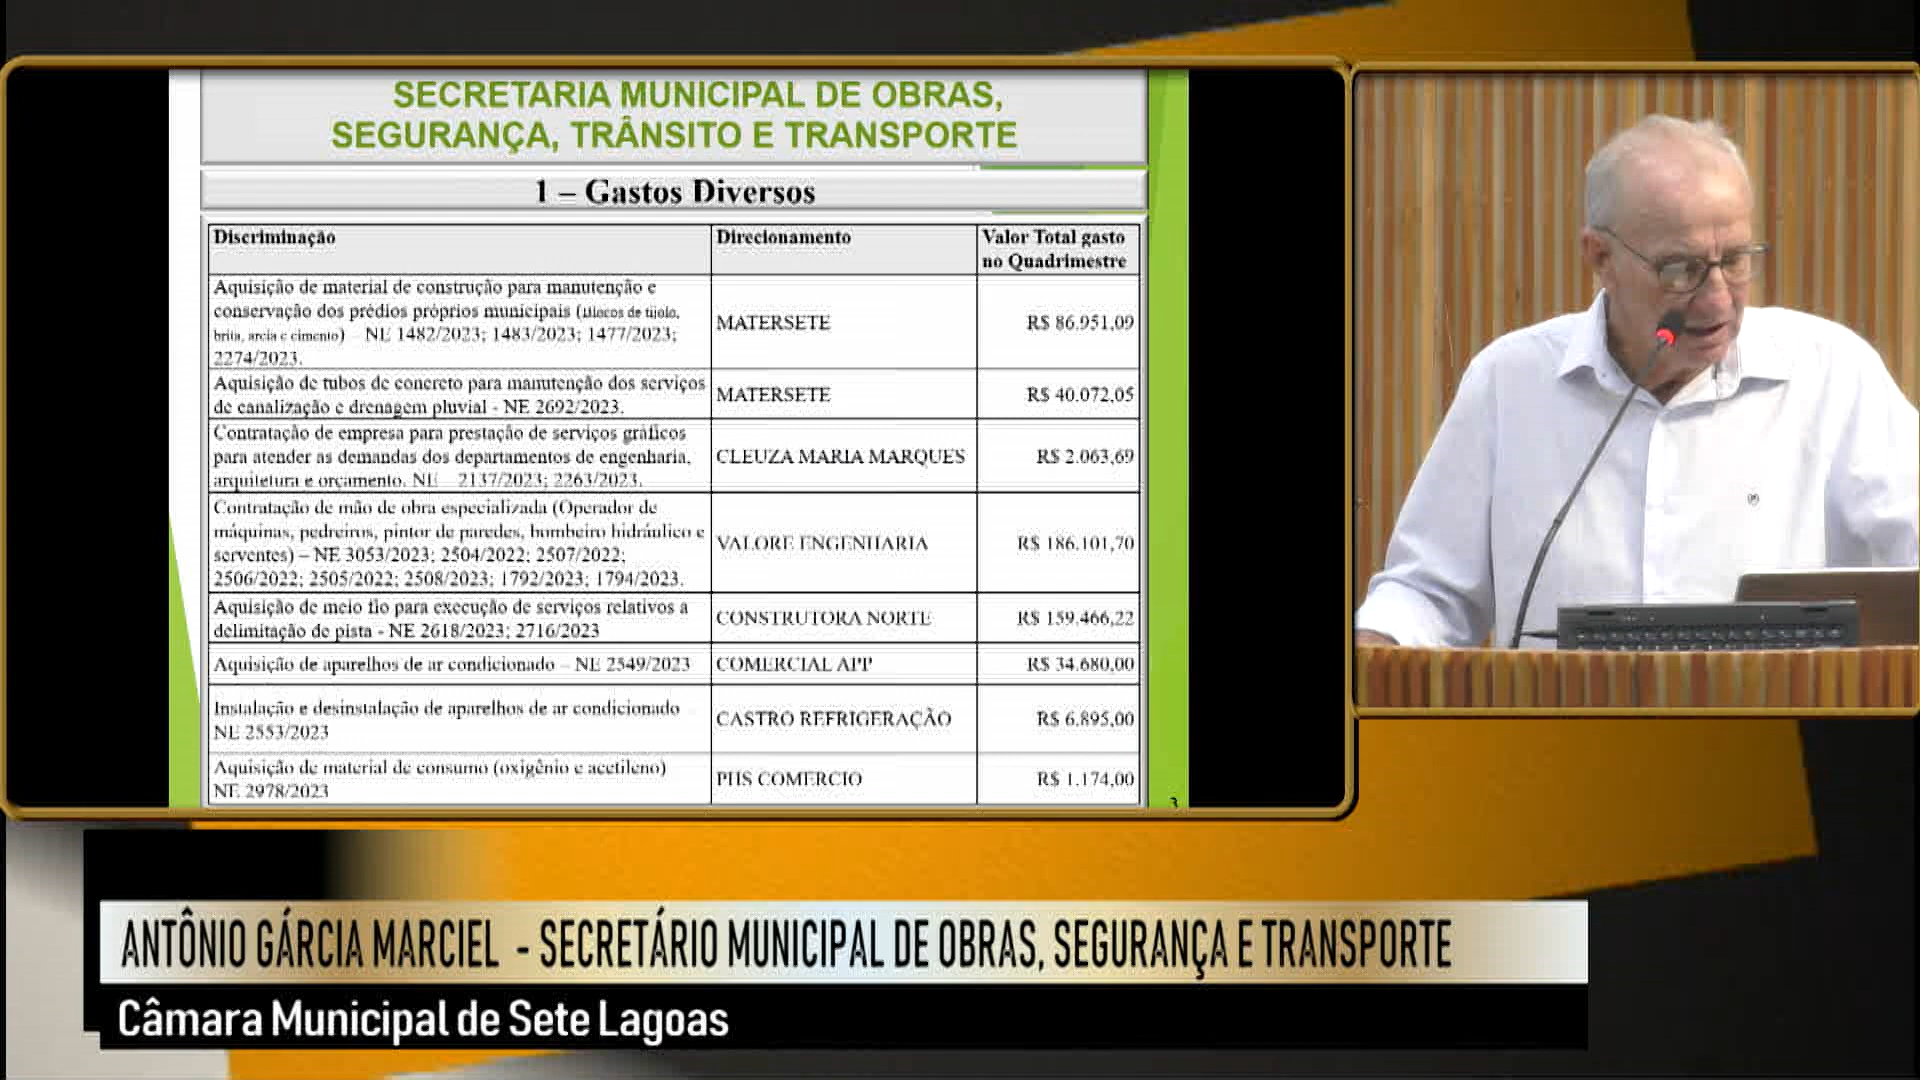 SECRETARIA MUNICIPAL DE OBRAS,
SEGURANÇA, TRÂNSITO E TRANSPORTE
1 – Gastos Diversos
Discriminação
Direcionamento
Valor Total gasto
no Quadrimestre
Aquisição de material de construção para manutenção e
conservação dos prédios próprios municipais (Blocos de tijolo,
brita, areia e cimento) – NE 1482/2023; 1483/2023; 1477/2023;
2274/2023.
MATERSETE
R$ 86.951,09
Aquisição de tubos de concreto para manutenção dos serviços
de canalização e drenagem pluvial - NE 2692/2023.
MATERSETE
R$ 40.072,05
Contratação de empresa para prestação de serviços gráficos
para atender as demandas dos departamentos de engenharia,
arquitetura e orçamento. NE – 2137/2023; 2263/2023.
CLEUZA MARIA MARQUES
R$ 2.063,69
Contratação de mão de obra especializada (Operador de
máquinas, pedreiros, pintor de paredes, bombeiro hidráulico e
serventes) – NE 3053/2023; 2504/2022; 2507/2022;
2506/2022; 2505/2022; 2508/2023; 1792/2023; 1794/2023.
VALORE ENGENHARIA
R$ 186.101,70
Aquisição de meio fio para execução de serviços relativos a
delimitação de pista - NE 2618/2023; 2716/2023
CONSTRUTORA NORTE
R$ 159.466,22
Aquisição de aparelhos de ar condicionado – NE 2549/2023
COMERCIAL APP
R$ 34.680,00
Instalação e desinstalação de aparelhos de ar condicionado
NE 2553/2023
CASTRO REFRIGERAÇÃO
R$ 6.895,00
Aquisição de material de consumo (oxigênio e acetileno)
NE 2978/2023
PHS COMERCIO
R$ 1.174,00
3
ANTÔNIO GÁRCIA MARCIEL - SECRETÁRIO MUNICIPAL DE OBRAS, SEGURANÇA E TRANSPORTE
Câmara Municipal de Sete Lagoas